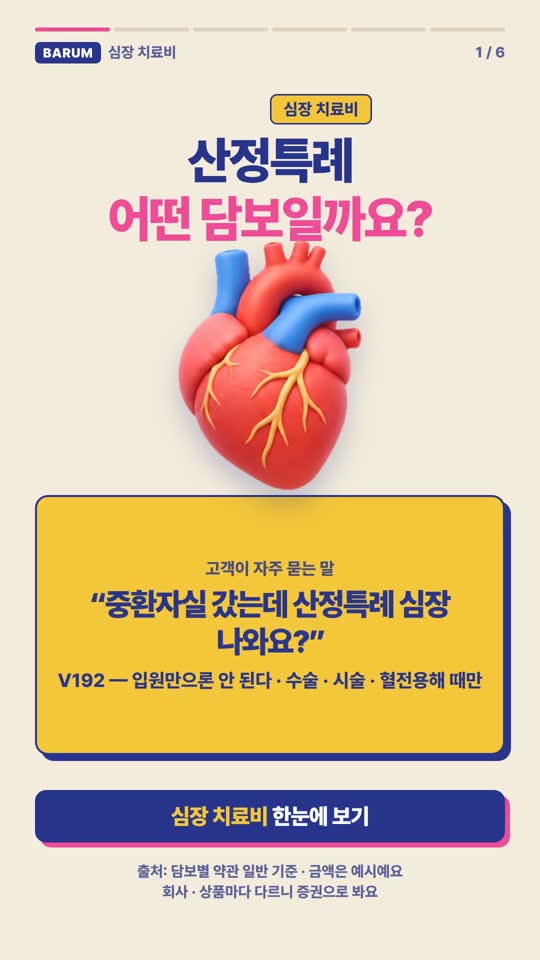 BARUM 심장 치료비 1 / 6
심장 치료비
산정특례
어떤 담보일까요?
고객이 자주 묻는 말
“중환자실 갔는데 산정특례 심장
나와요?”
V192 — 입원만으론 안 된다 · 수술 · 시술 · 혈전용해 때만
심장 치료비 한눈에 보기
출처: 담보별 약관 일반 기준 · 금액은 예시예요
회사 · 상품마다 다르니 증권으로 봐요